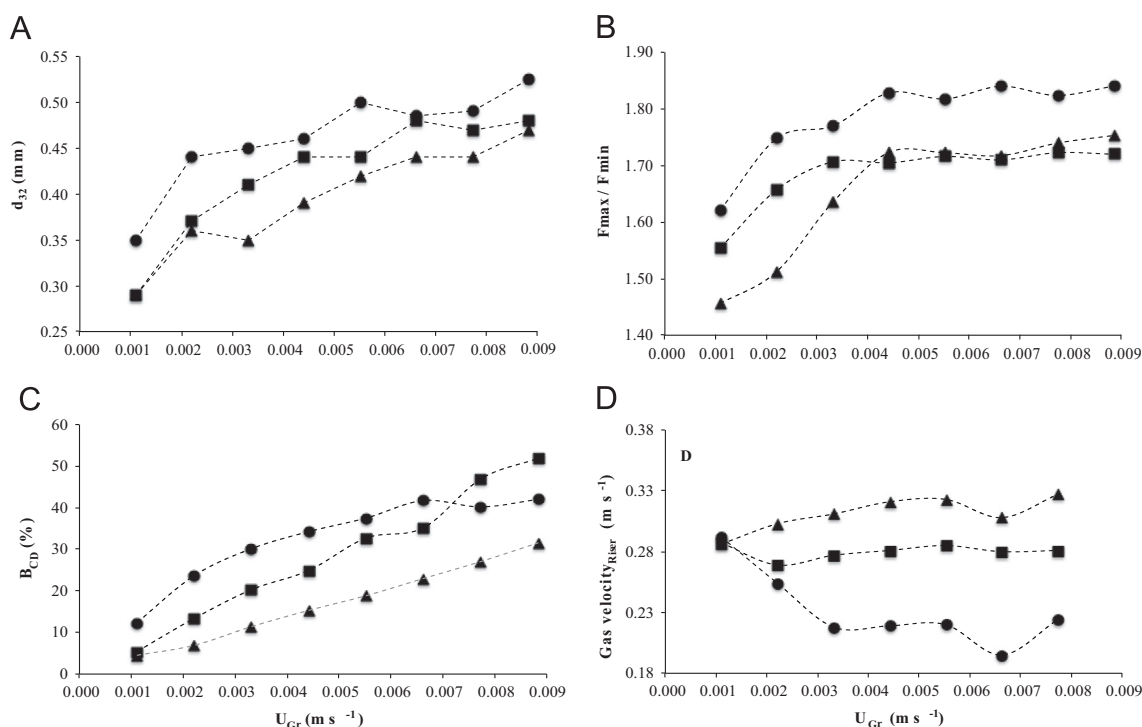 A
0.55
0.50
0.45
0.40
0.35
0.30
0.25
d32 (mm)
0.000 0.001 0.002 0.003 0.004 0.005 0.006 0.007 0.008 0.009
B
1.90
1.80
1.70
1.60
1.50
1.40
Fmax / Fmin
0.000 0.001 0.002 0.003 0.004 0.005 0.006 0.007 0.008 0.009
C
60
50
40
30
20
10
0
BCD (%)
0.000 0.001 0.002 0.003 0.004 0.005 0.006 0.007 0.008 0.009
UGr (m s -1)
D
0.38
D
0.33
0.28
0.23
0.18
Gas velocityRiser (m s -1)
0.000 0.001 0.002 0.003 0.004 0.005 0.006 0.007 0.008 0.009
UGr (m s -1)